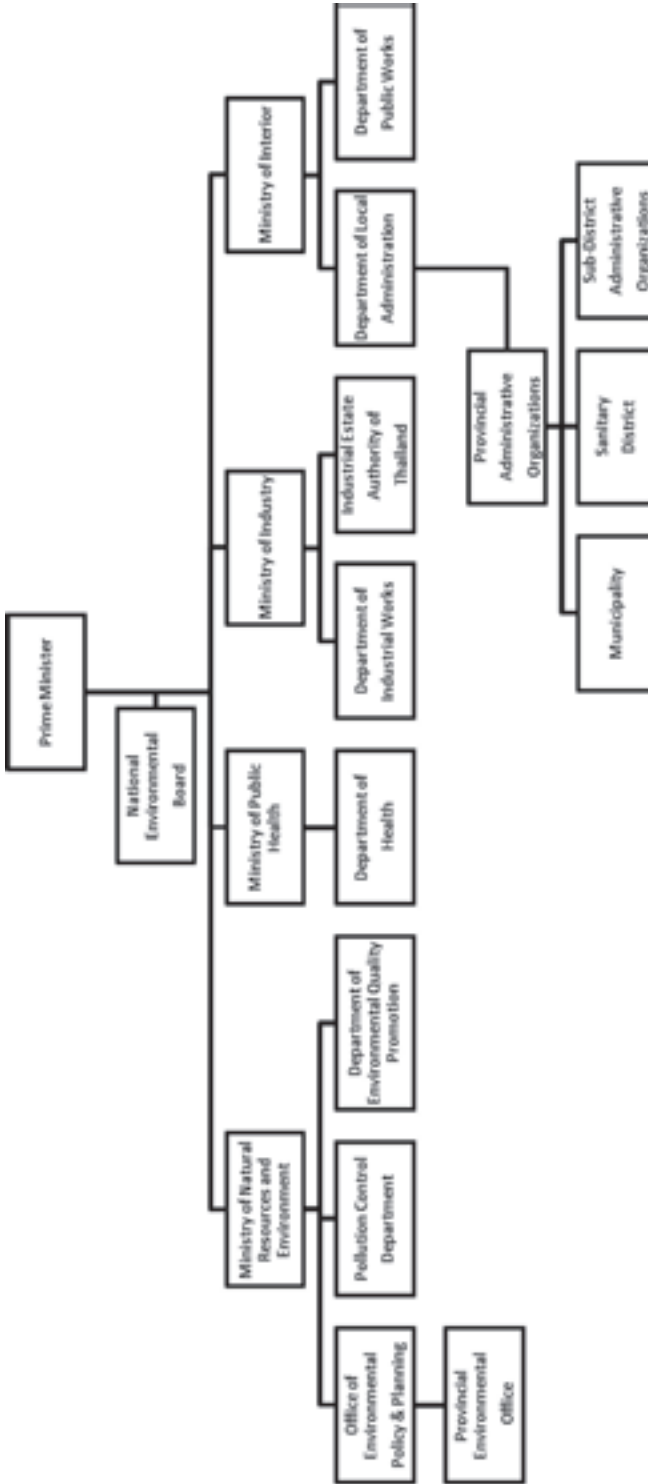 Prime Minister
National
Environmental
Board
Ministry of Natural
Resources and
Environment
Ministry of Public
Health
Ministry of Industry
Ministry of Interior
Office of
Environmental
Policy & Planning
Pollution Control
Department
Department of
Environmental Quality
Promotion
Department of
Health
Department of
Industrial Works
Industrial Estate
Authority of
Thailand
Department of Local
Administration
Department of
Public Works
Provincial
Environmental
Office
Provincial
Administrative
Organizations
Municipality
Sanitary
District
Sub-District
Administrative
Organizations